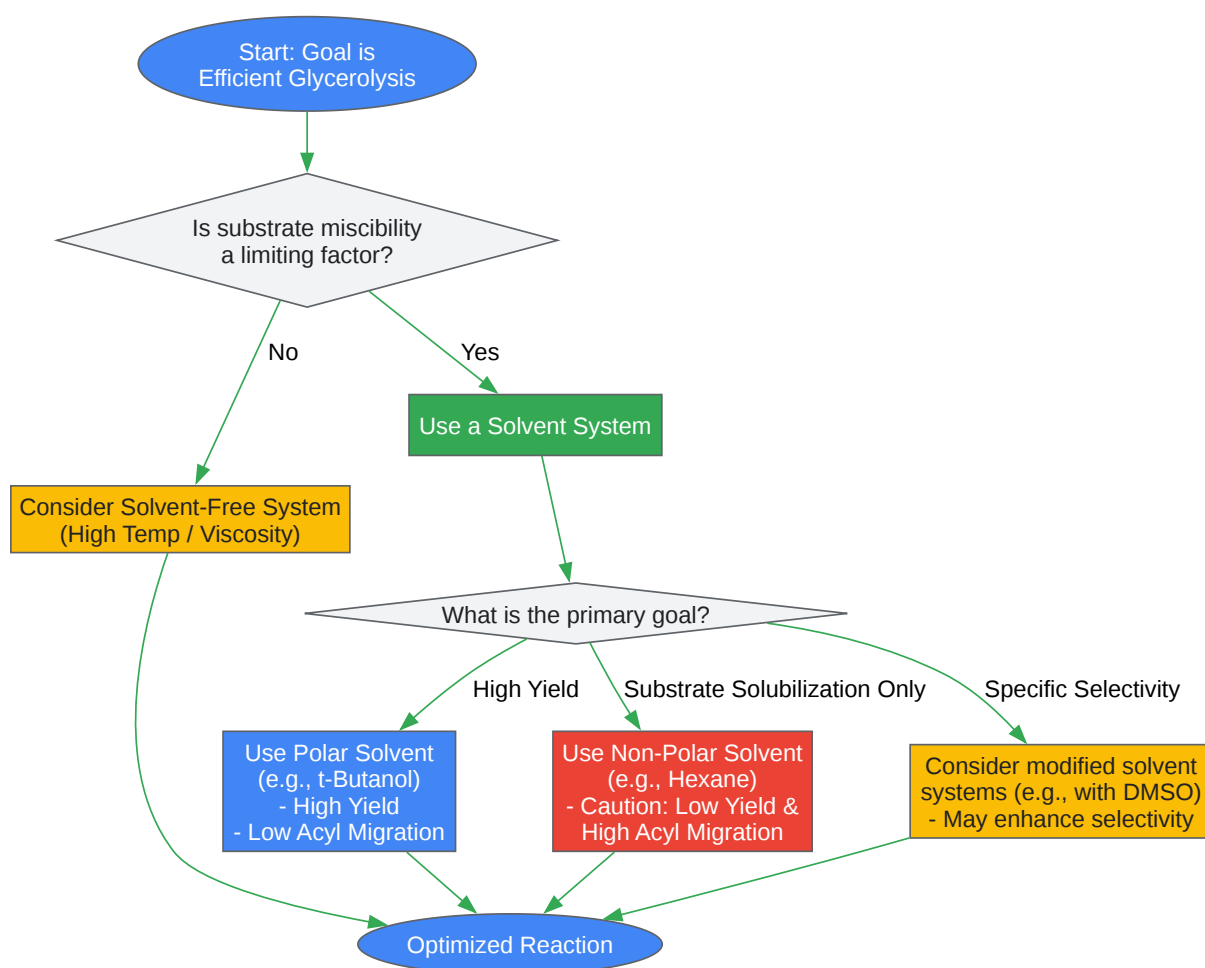 Start: Goal is
Efficient Glycerolysis
Is substrate miscibility
a limiting factor?
No
Yes
Use a Solvent System
Consider Solvent-Free System
(High Temp / Viscosity)
What is the primary goal?
High Yield
Substrate Solubilization Only
Specific Selectivity
Use Polar Solvent
(e.g., t-Butanol)
- High Yield
- Low Acyl Migration
Use Non-Polar Solvent
(e.g., Hexane)
- Caution: Low Yield &
High Acyl Migration
Consider modified solvent
systems (e.g., with DMSO)
- May enhance selectivity
Optimized Reaction